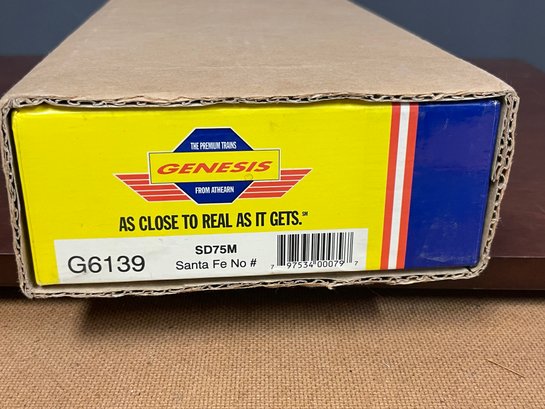 THE PREMIUM TRAINS
GENESIS
FROM ATHEARN
AS CLOSE TO REAL AS IT GETS.℠
G6139
SD75M
Santa Fe No #
7 97534 00079 7